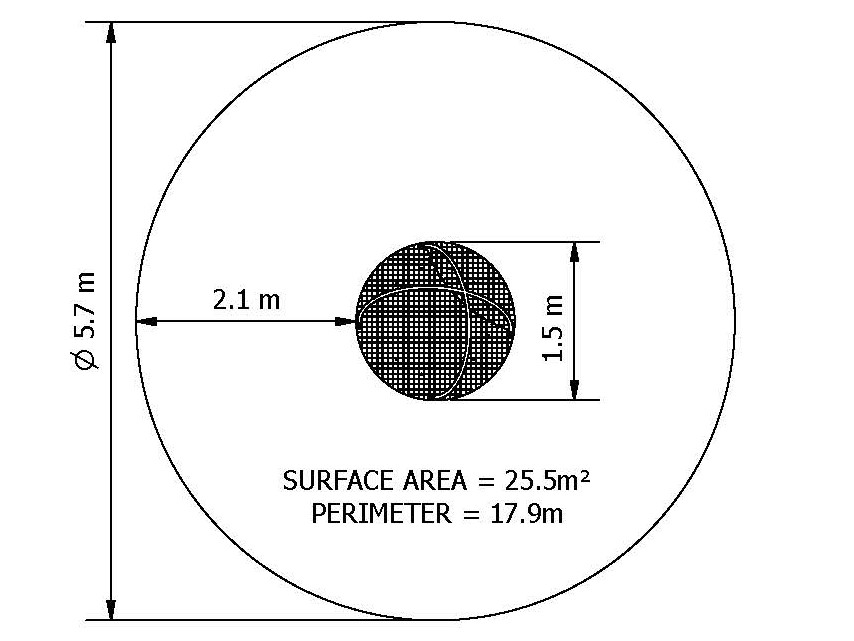 Ø 5.7 m
2.1 m
1.5 m
SURFACE AREA = 25.5m²
PERIMETER = 17.9m